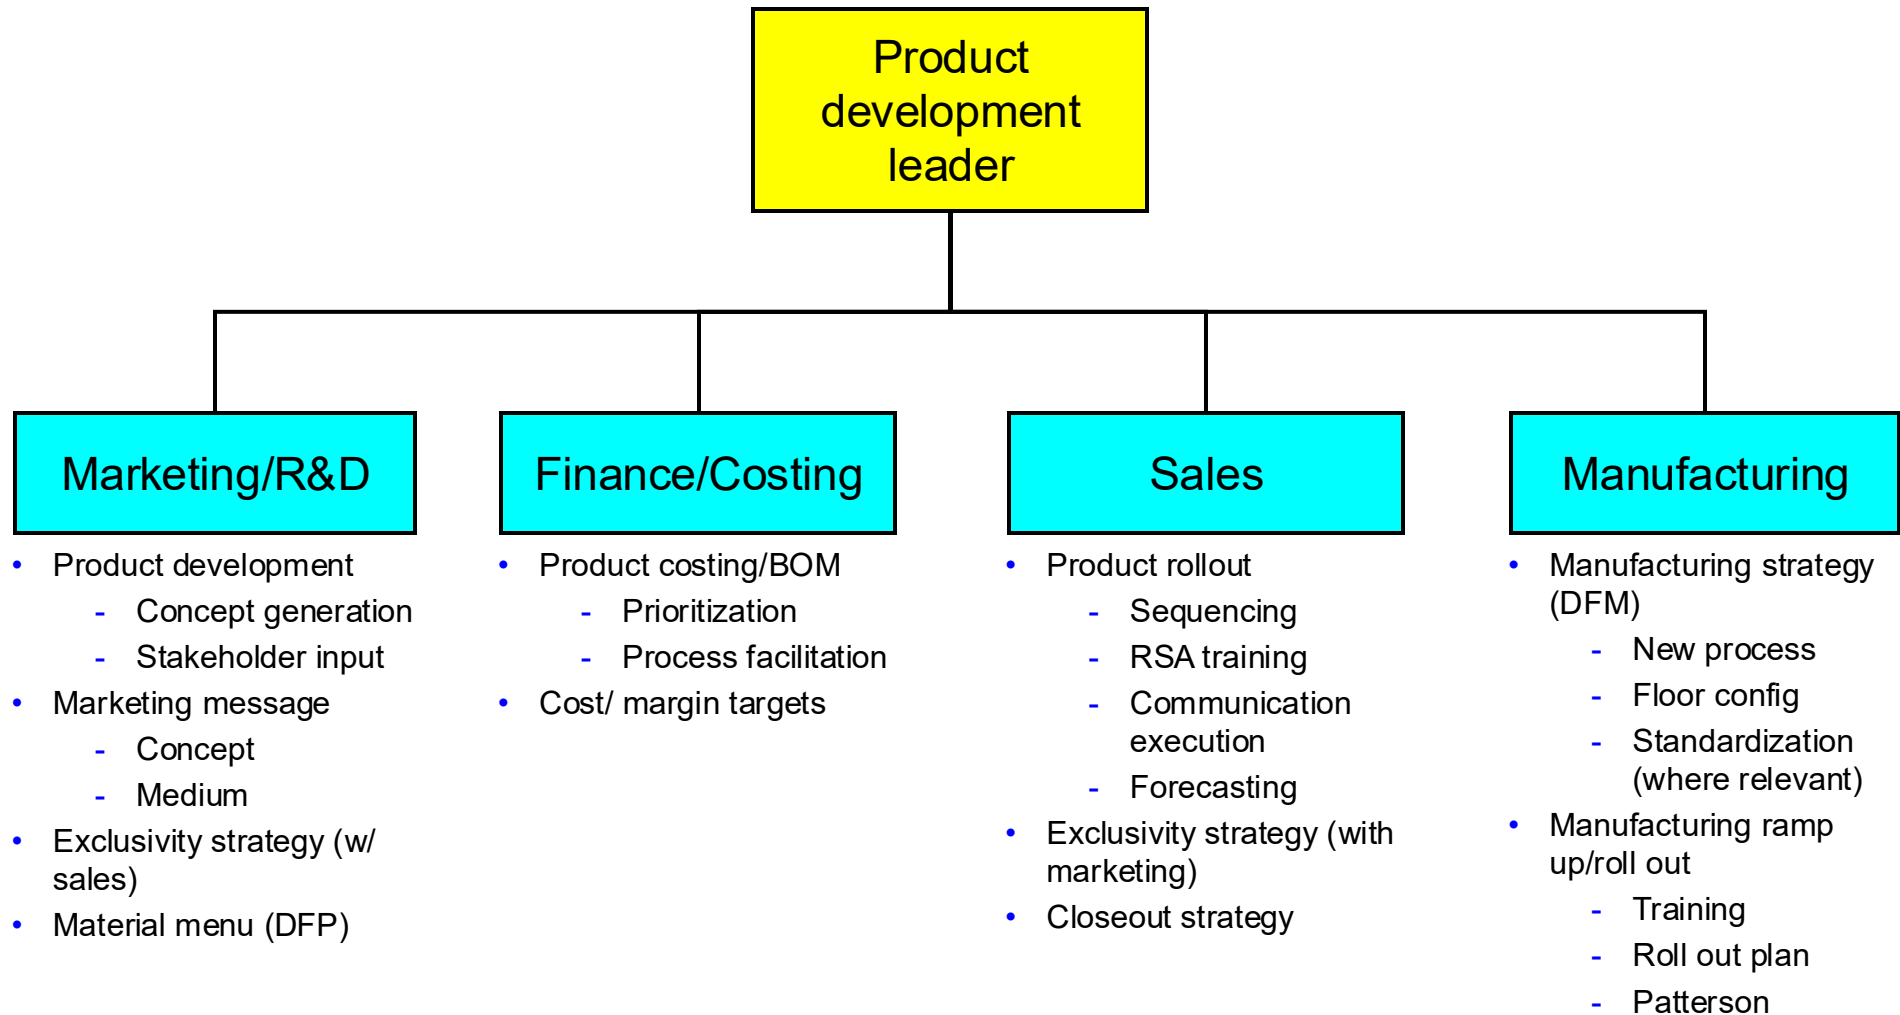 Product
development
leader
Marketing/R&D
• Product development
- Concept generation
- Stakeholder input
• Marketing message
- Concept
- Medium
• Exclusivity strategy (w/
sales)
• Material menu (DFP)
Finance/Costing
• Product costing/BOM
- Prioritization
- Process facilitation
• Cost/ margin targets
Sales
• Product rollout
- Sequencing
- RSA training
- Communication
execution
- Forecasting
• Exclusivity strategy (with
marketing)
• Closeout strategy
Manufacturing
• Manufacturing strategy
(DFM)
- New process
- Floor config
- Standardization
(where relevant)
• Manufacturing ramp
up/roll out
- Training
- Roll out plan
- Patterson